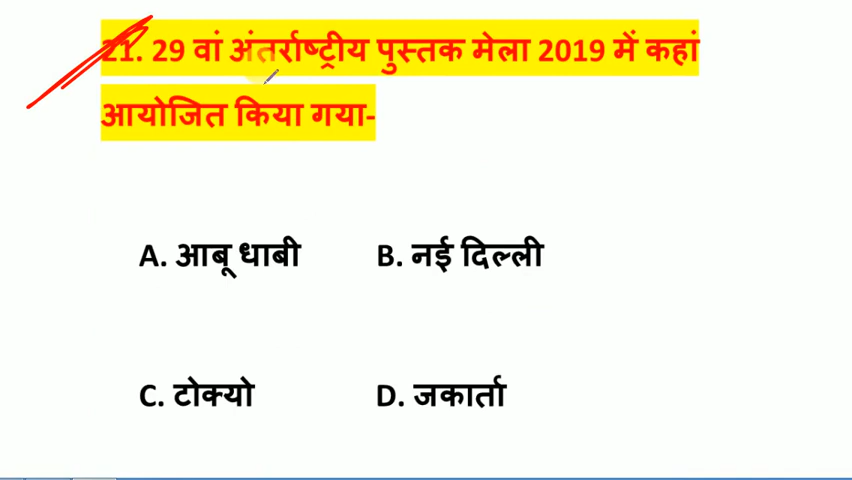 21. 29 वां अंतर्राष्ट्रीय पुस्तक मेला 2019 में कहां
आयोजित किया गया-
A. आबू धाबी B. नई दिल्ली
C. टोक्यो D. जकार्ता